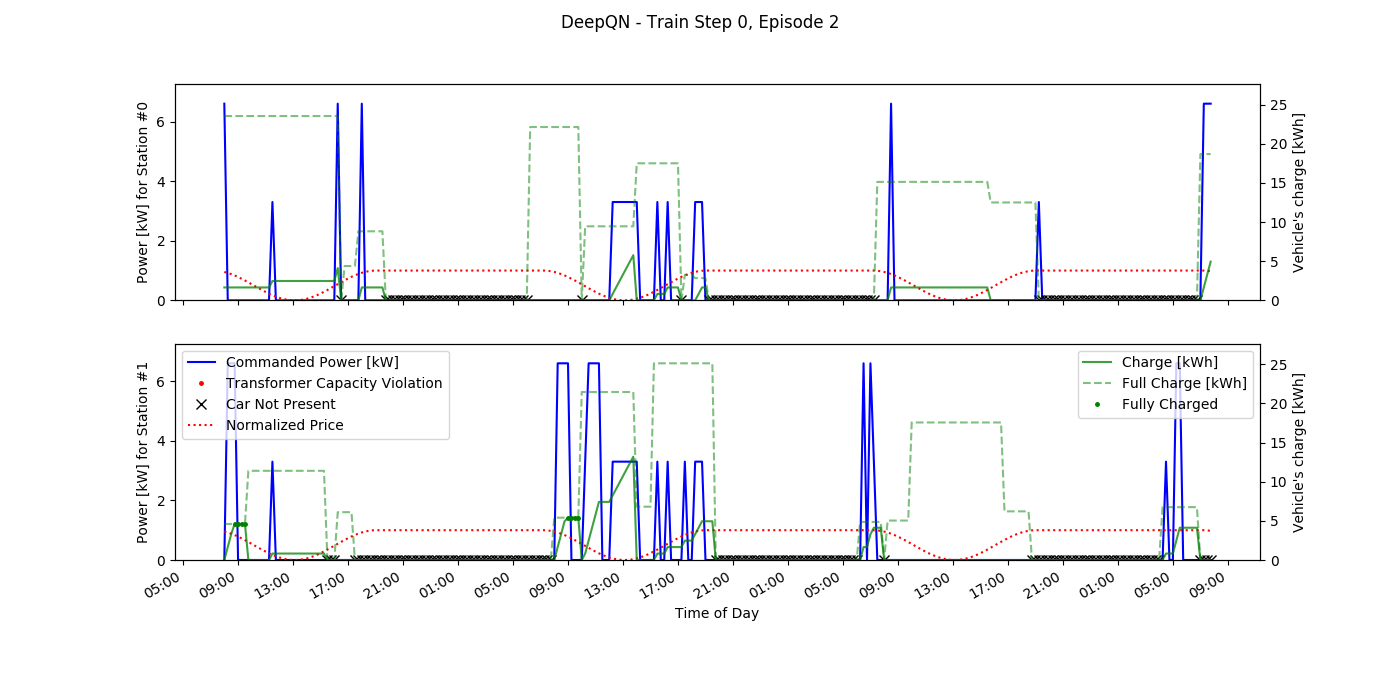 DeepQN - Train Step 0, Episode 2
Power [kW] for Station #0
6
4
2
0
25
20
15
10
5
0
Vehicle's charge [kWh]
Power [kW] for Station #1
6
4
2
0
Commanded Power [kW]
Transformer Capacity Violation
Car Not Present
Normalized Price
Charge [kWh]
Full Charge [kWh]
Fully Charged
25
20
15
10
5
0
Vehicle's charge [kWh]
05:00 09:00 13:00 17:00 21:00 01:00 05:00 09:00 13:00 17:00 21:00 01:00 05:00 09:00 13:00 17:00 21:00 01:00 05:00 09:00
Time of Day